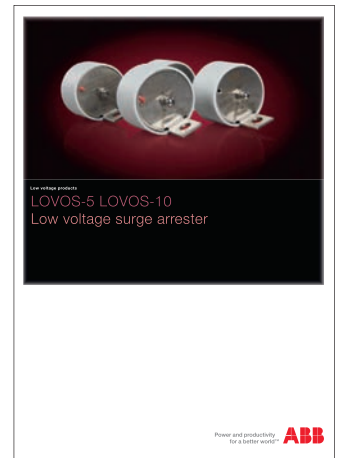 Low voltage products
LOVOS-5 LOVOS-10
Low voltage surge arrester
Power and productivity
for a better world™
ABB